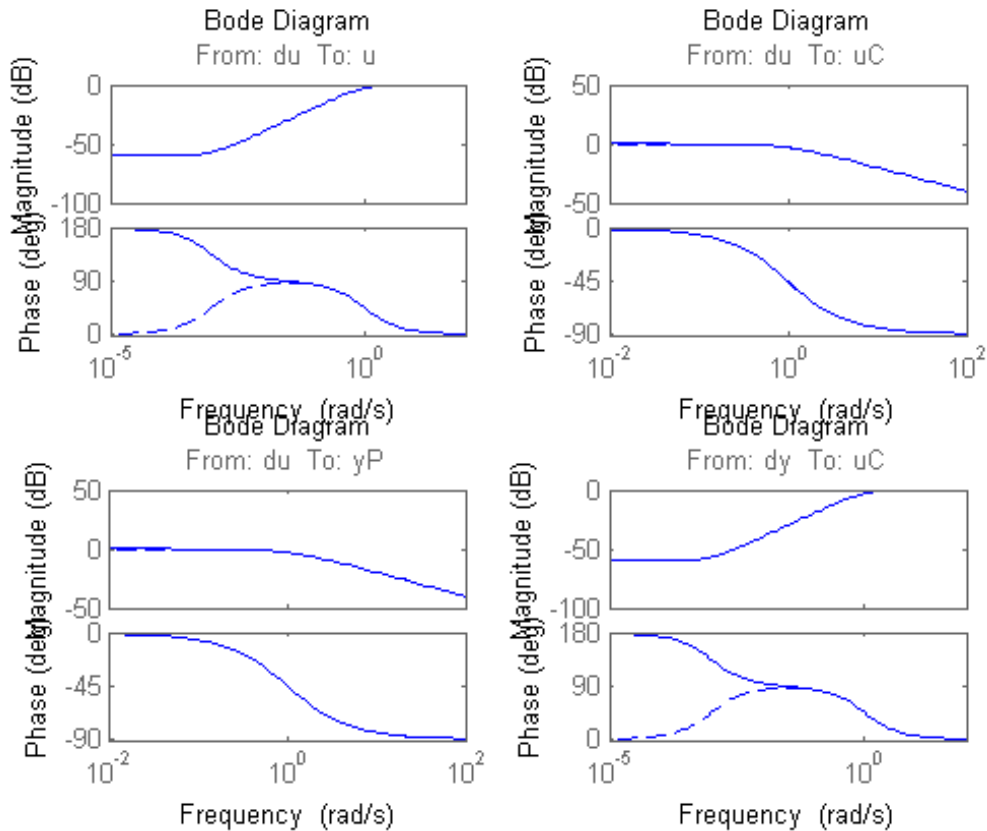 Bode Diagram
From: du To: u
Magnitude (dB)
0
-50
-100
Phase (deg)
180
90
0
10^-5
10^0
Frequency (rad/s)
Bode Diagram
From: du To: uC
Magnitude (dB)
50
0
-50
Phase (deg)
0
-45
-90
10^-2
10^0
10^2
Frequency (rad/s)
Bode Diagram
From: du To: yP
Magnitude (dB)
50
0
-50
Phase (deg)
0
-45
-90
10^-2
10^0
10^2
Frequency (rad/s)
Bode Diagram
From: dy To: uC
Magnitude (dB)
0
-50
-100
Phase (deg)
180
90
0
10^-5
10^0
Frequency (rad/s)